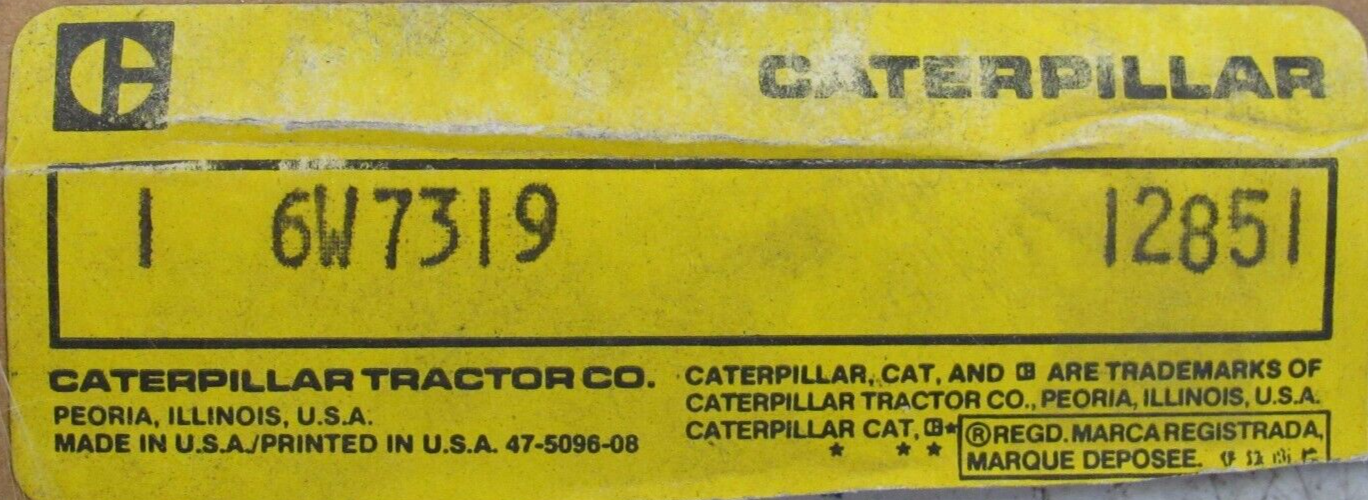 CATERPILLAR
1 6W7319 12851
CATERPILLAR TRACTOR CO.
PEORIA, ILLINOIS, U.S.A.
MADE IN U.S.A./PRINTED IN U.S.A. 47-5096-08
CATERPILLAR, CAT, AND C ARE TRADEMARKS OF
CATERPILLAR TRACTOR CO., PEORIA, ILLINOIS, U.S.A.
CATERPILLAR CAT, C★
★ ★ ★
®REGD. MARCA REGISTRADA,
MARQUE DEPOSEE.